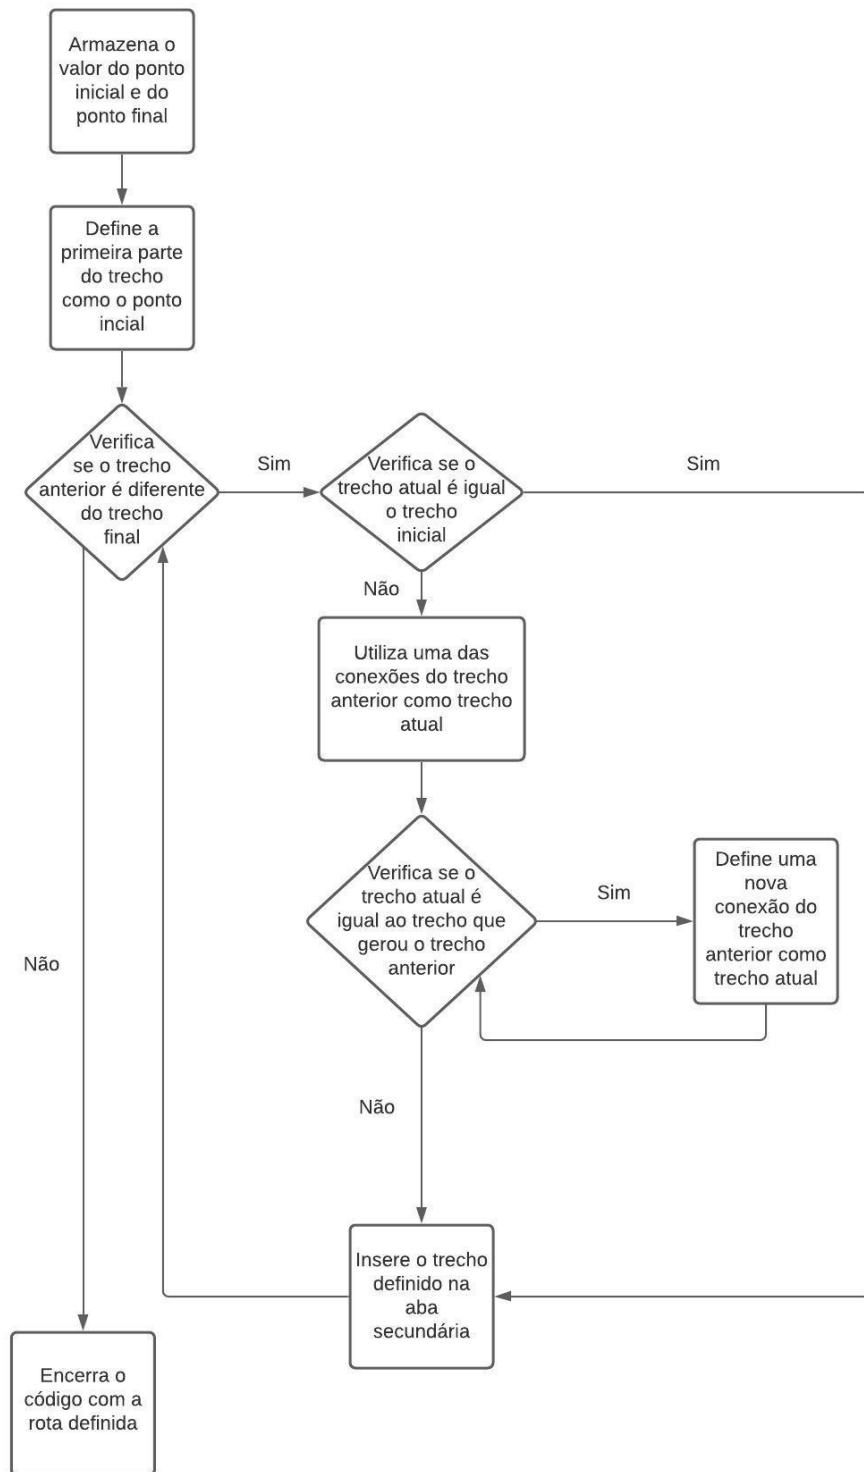 Armazena o
valor do ponto
inicial e do
ponto final
Define a
primeira parte
do trecho
como o ponto
incial
Verifica
se o trecho
anterior é diferente
do trecho
final
Sim
Verifica se o
trecho atual é igual
o trecho
inicial
Sim
Não
Utiliza uma das
conexões do trecho
anterior como trecho
atual
Verifica se o
trecho atual é
igual ao trecho que
gerou o trecho
anterior
Sim
Define uma
nova
conexão do
trecho
anterior como
trecho atual
Não
Não
Insere o trecho
definido na
aba
secundária
Encerra o
código com a
rota definida